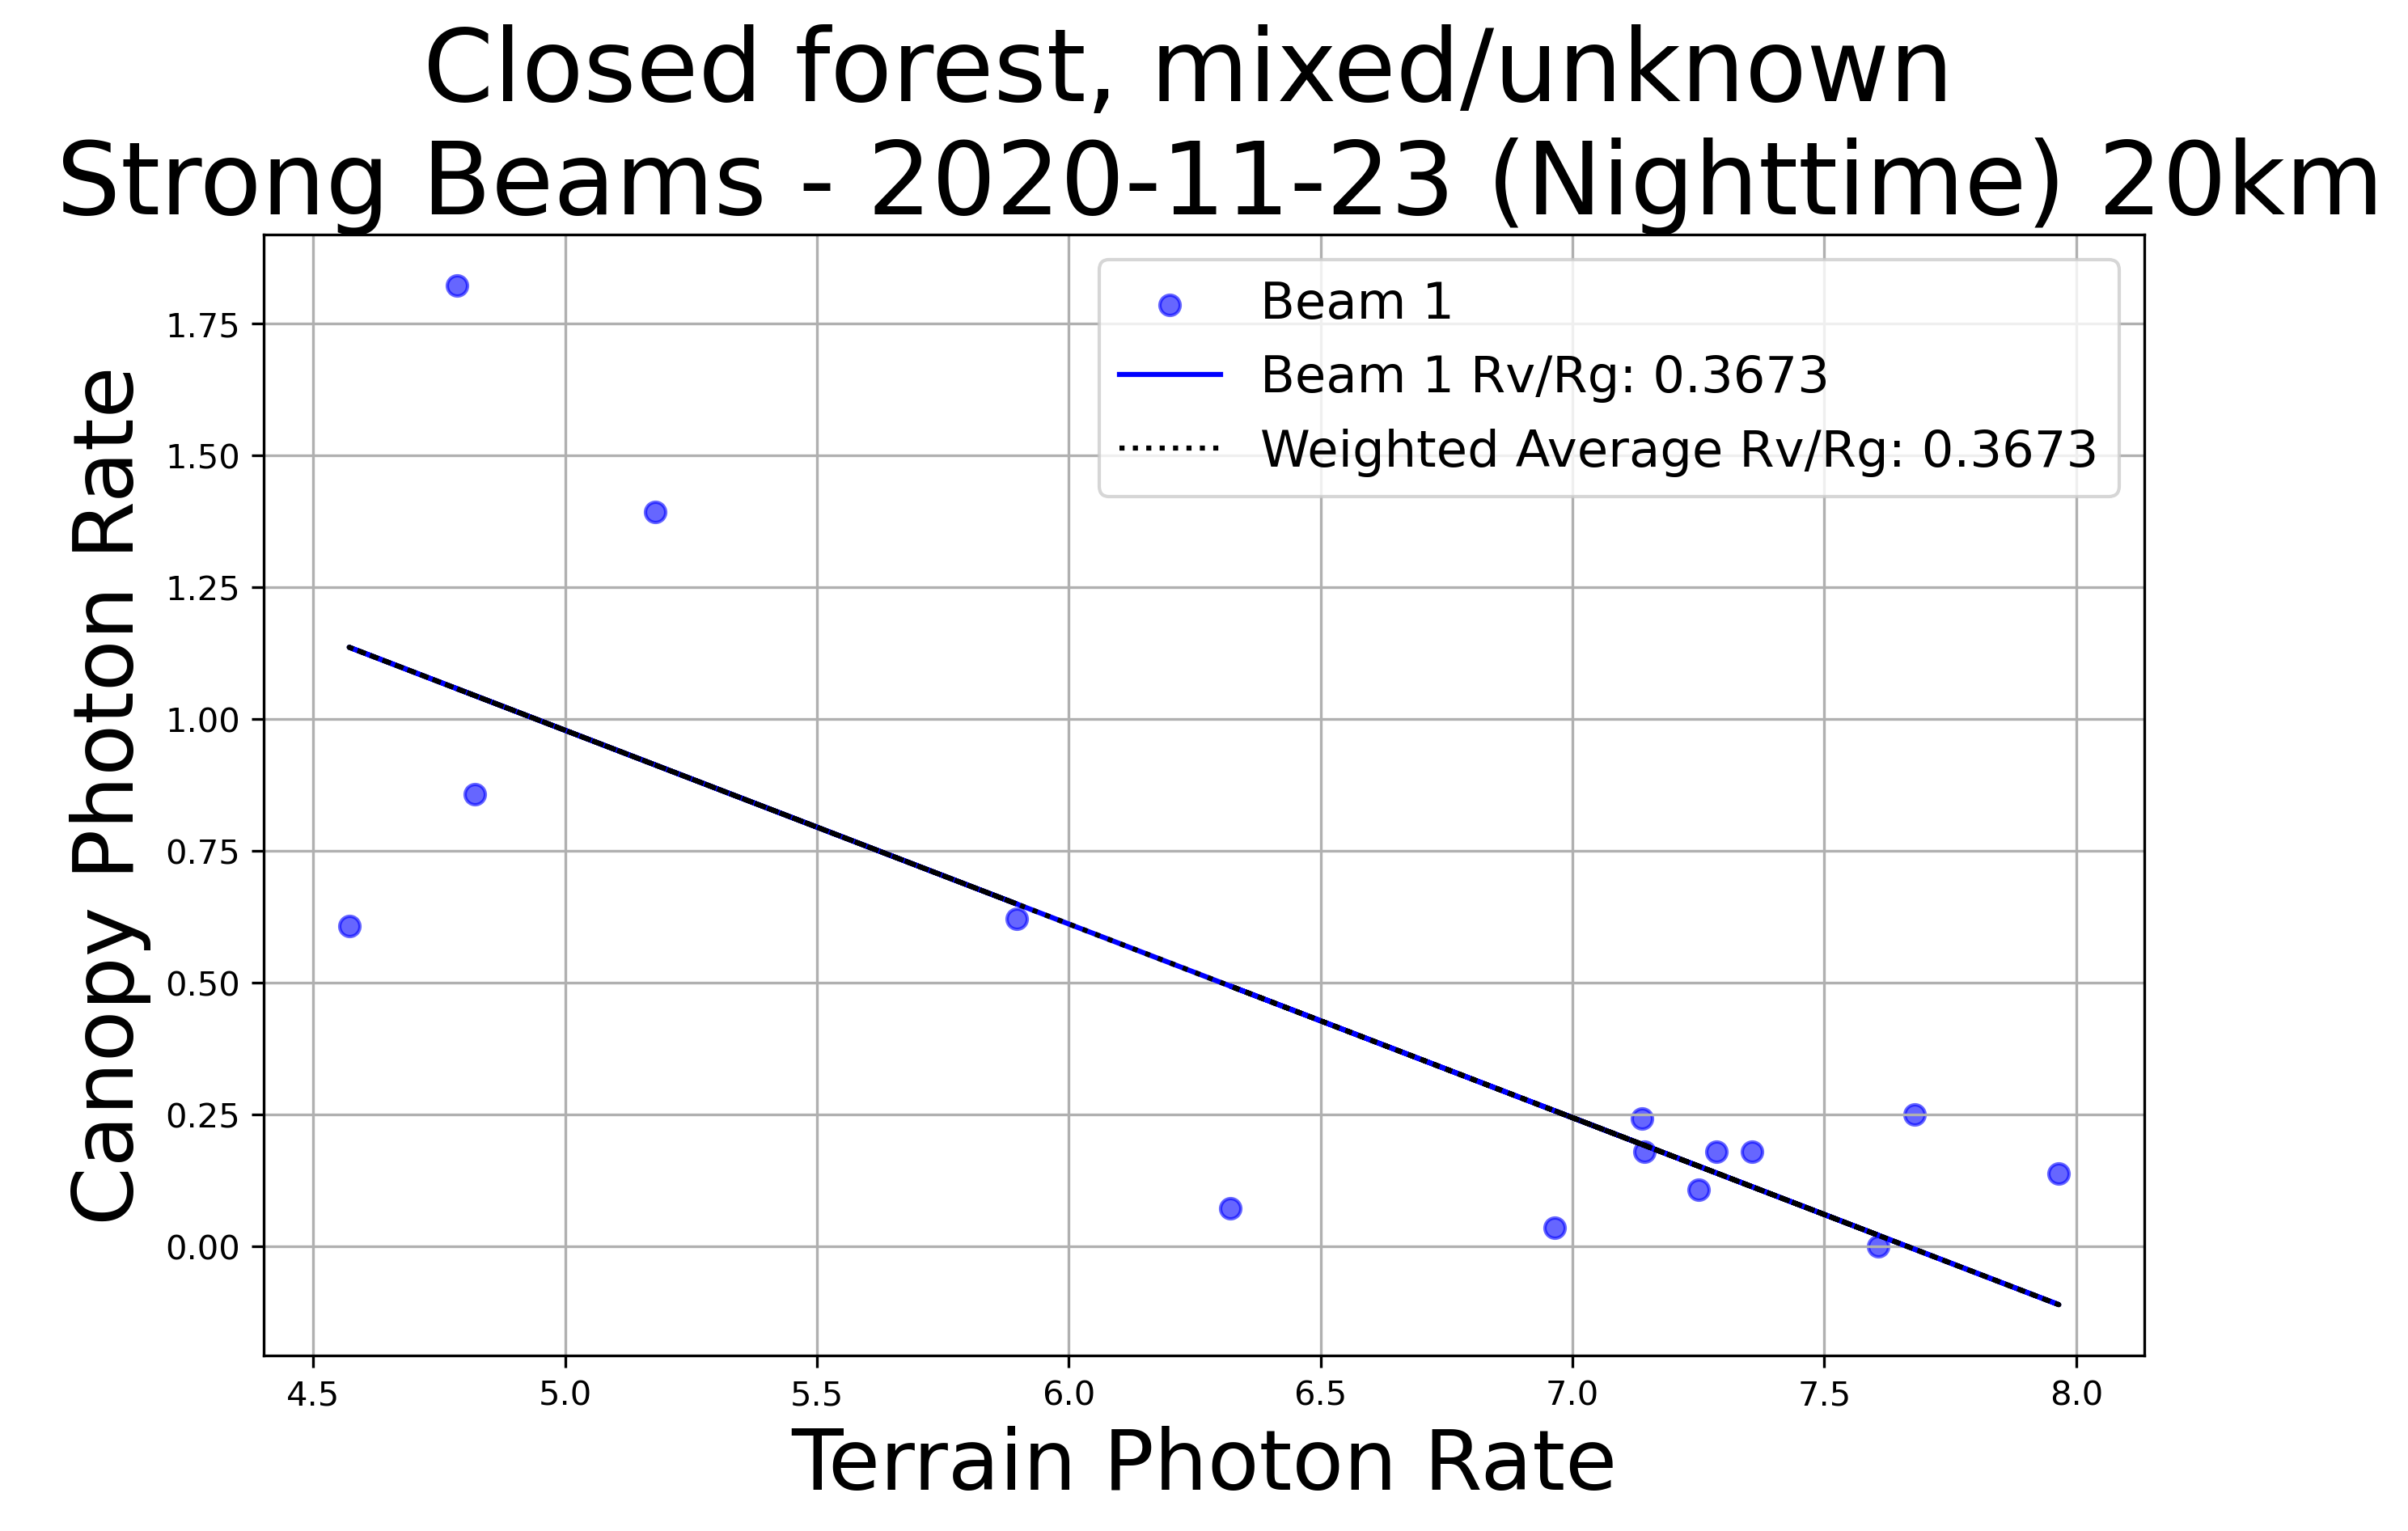 Closed forest, mixed/unknown
Strong Beams - 2020-11-23 (Nighttime) 20km
Beam 1
Beam 1 Rv/Rg: 0.3673
Weighted Average Rv/Rg: 0.3673
Canopy Photon Rate
1.75
1.50
1.25
1.00
0.75
0.50
0.25
0.00
4.5 5.0 5.5 6.0 6.5 7.0 7.5 8.0
Terrain Photon Rate